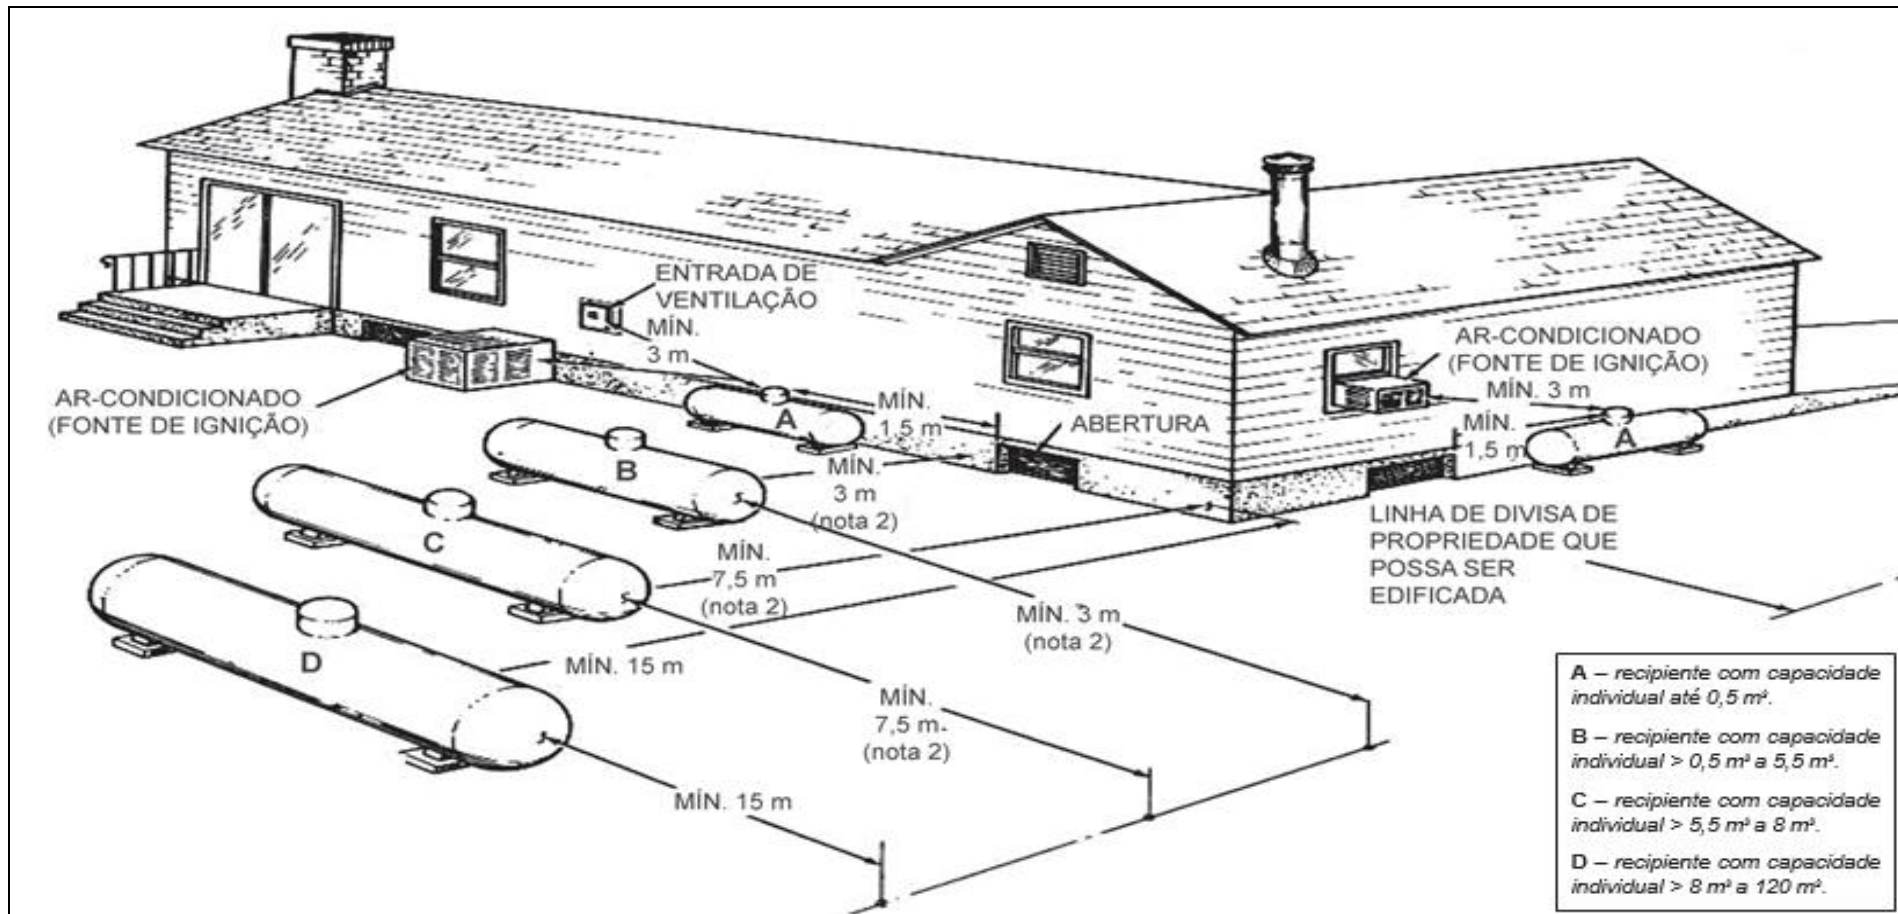 ENTRADA DE
VENTILAÇÃO
MÍN.
3 m
AR-CONDICIONADO
(FONTE DE IGNIÇÃO)
AR-CONDICIONADO
(FONTE DE IGNIÇÃO)
MÍN. 3 m
A
MÍN.
1,5 m
ABERTURA
MÍN.
1,5 m
A
B
MÍN.
3 m
(nota 2)
C
MÍN.
7,5 m
(nota 2)
LINHA DE DIVISA DE
PROPRIEDADE QUE
POSSA SER
EDIFICADA
MÍN. 3 m
(nota 2)
D
MÍN. 15 m
MÍN.
7,5 m
(nota 2)
MÍN. 15 m
A – recipiente com capacidade
individual até 0,5 m³.
B – recipiente com capacidade
individual > 0,5 m³ a 5,5 m³.
C – recipiente com capacidade
individual > 5,5 m³ a 8 m³.
D – recipiente com capacidade
individual > 8 m³ a 120 m³.